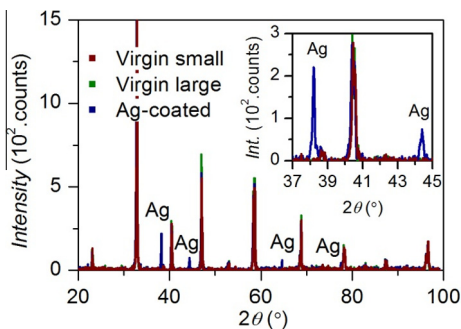 Intensity (10².counts)
15
10
5
0
20
40
60
80
100
2θ (°)
Virgin small
Virgin large
Ag-coated
Ag
Ag
Ag
Ag
Int. (10².counts)
3
2
1
0
37
39
41
43
45
2θ (°)
Ag
Ag